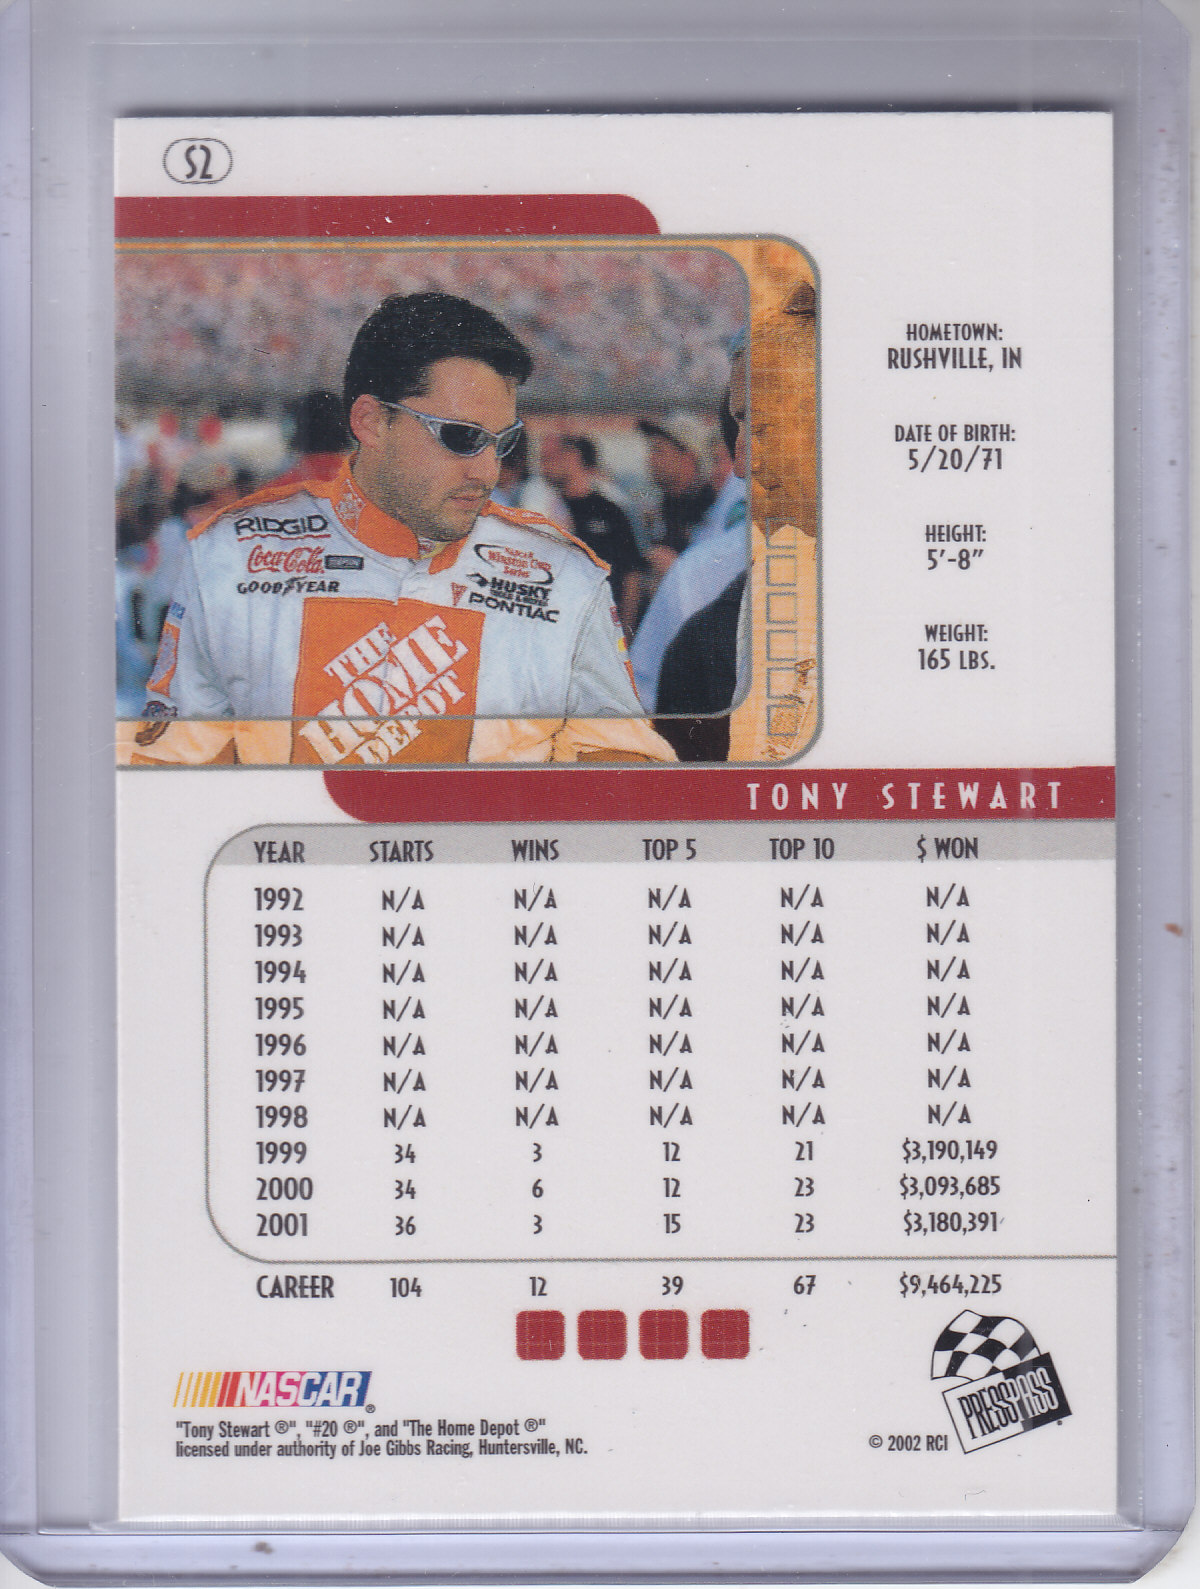 S2
HOMETOWN:
RUSHVILLE, IN
DATE OF BIRTH:
5/20/71
HEIGHT:
5'-8"
WEIGHT:
165 LBS.
RIDGID
Coca-Cola
GOODYEAR
NASCAR
Winston Cup
Series
HUSKY
PONTIAC
THE
HOME
DEPOT
TONY STEWART
YEAR STARTS WINS TOP 5 TOP 10 $ WON
1992 N/A N/A N/A N/A N/A
1993 N/A N/A N/A N/A N/A
1994 N/A N/A N/A N/A N/A
1995 N/A N/A N/A N/A N/A
1996 N/A N/A N/A N/A N/A
1997 N/A N/A N/A N/A N/A
1998 N/A N/A N/A N/A N/A
1999 34 3 12 21 $3,190,149
2000 34 6 12 23 $3,093,685
2001 36 3 15 23 $3,180,391
CAREER 104 12 39 67 $9,464,225
NASCAR®
"Tony Stewart ®", "#20 ®", and "The Home Depot ®"
licensed under authority of Joe Gibbs Racing, Huntersville, NC.
© 2002 RCI
PRESS PASS